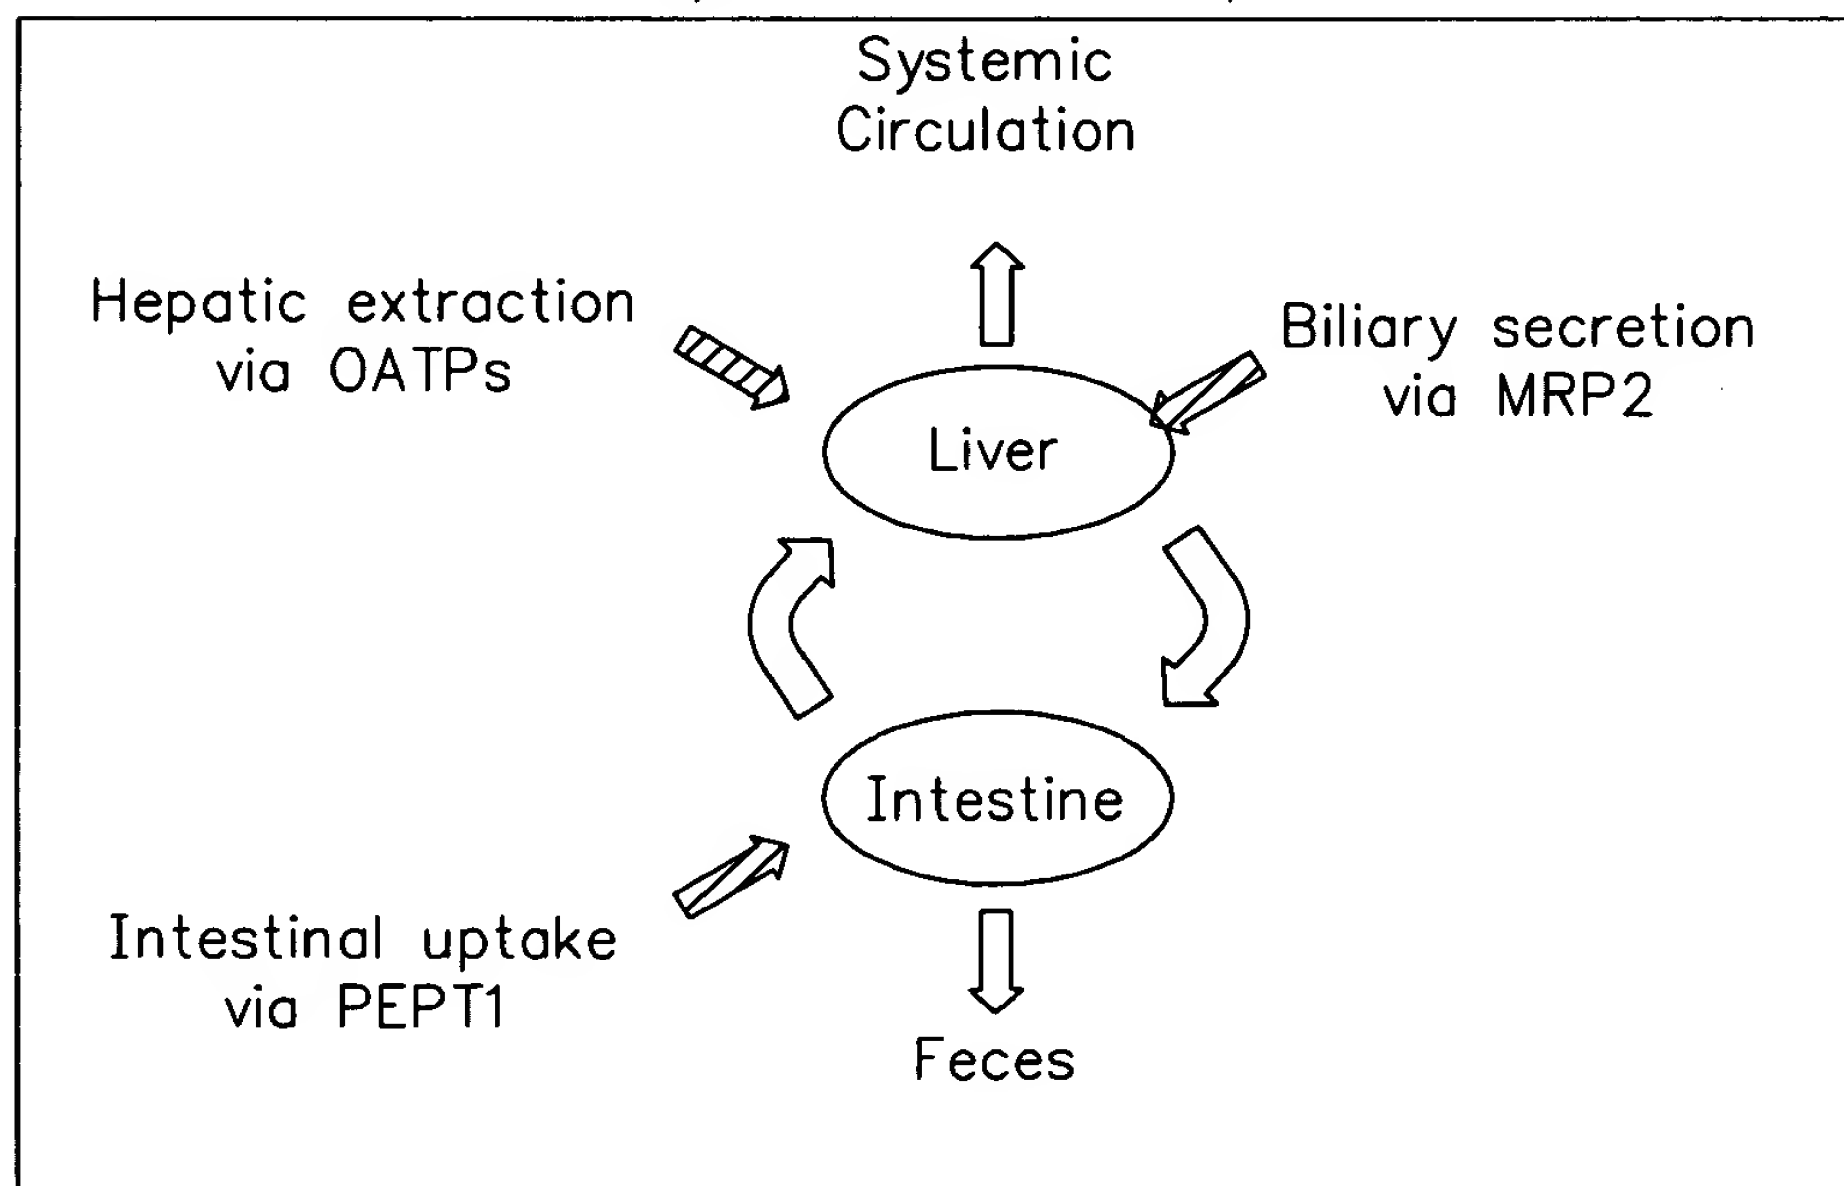 Systemic
Circulation
Hepatic extraction
via OATPs
Biliary secretion
via MRP2
Liver
Intestine
Intestinal uptake
via PEPT1
Feces